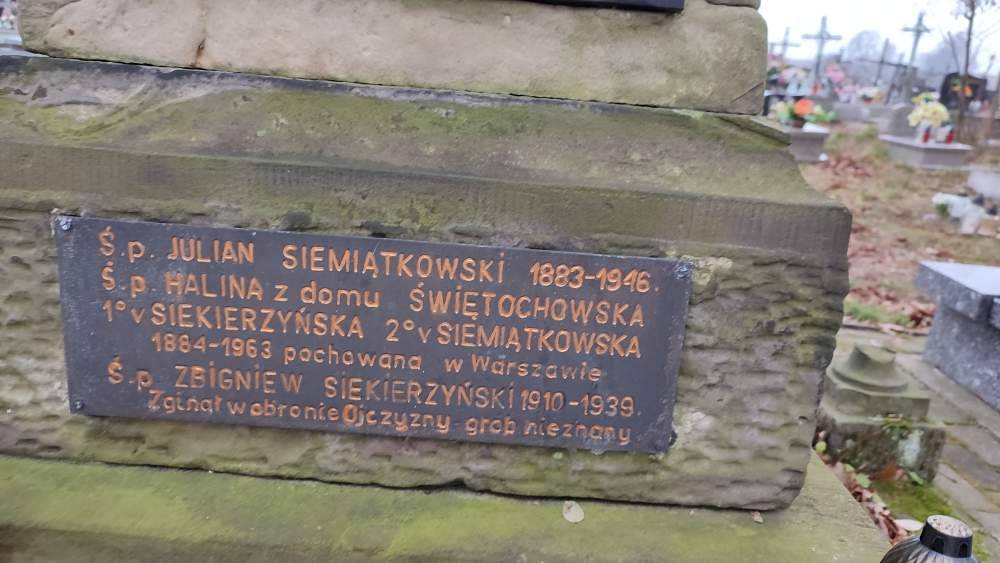 Ś.p. JULIAN SIEMIĄTKOWSKI 1883-1946.
Ś.p. HALINA z domu ŚWIĘTOCHOWSKA
1°v SIEKIERZYŃSKA 2°v SIEMIĄTKOWSKA
1884-1963 pochowana w Warszawie
Ś.p. ZBIGNIEW SIEKIERZYŃSKI 1910-1939.
Zginął w obronie Ojczyzny grób nieznany